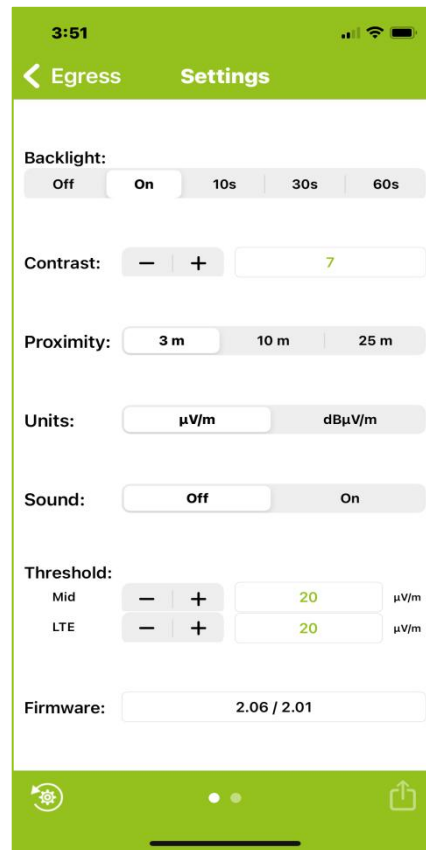 3:51
Egress Settings
Backlight:
Off On 10s 30s 60s
Contrast: − + 7
Proximity: 3 m 10 m 25 m
Units: µV/m dBµV/m
Sound: Off On
Threshold:
Mid − + 20 µV/m
LTE − + 20 µV/m
Firmware: 2.06 / 2.01